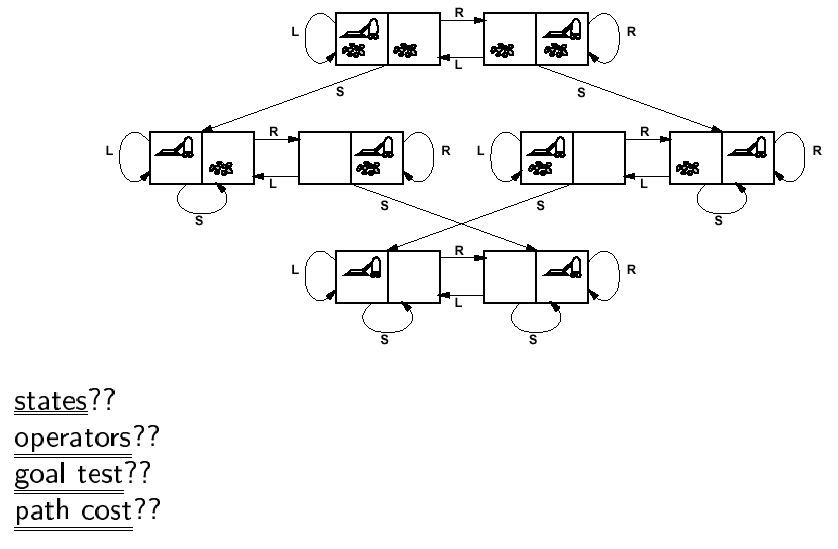 R
L R
L
S S
R R
L R L R
L L
S S
S S
R
L R
L
S S
states??
operators??
goal test??
path cost??